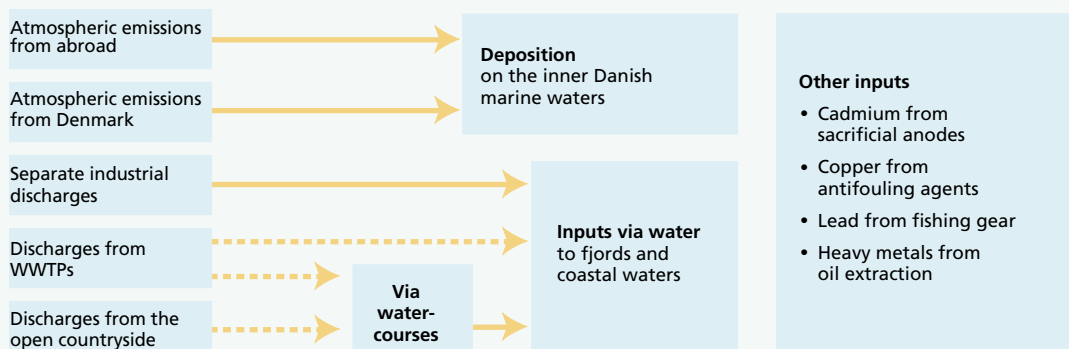 Atmospheric emissions
from abroad
Atmospheric emissions
from Denmark
Separate industrial
discharges
Discharges from
WWTPs
Discharges from the
open countryside
Via
water-
courses
Deposition
on the inner Danish
marine waters
Inputs via water
to fjords and
coastal waters
Other inputs
• Cadmium from
sacrificial anodes
• Copper from
antifouling agents
• Lead from fishing gear
• Heavy metals from
oil extraction